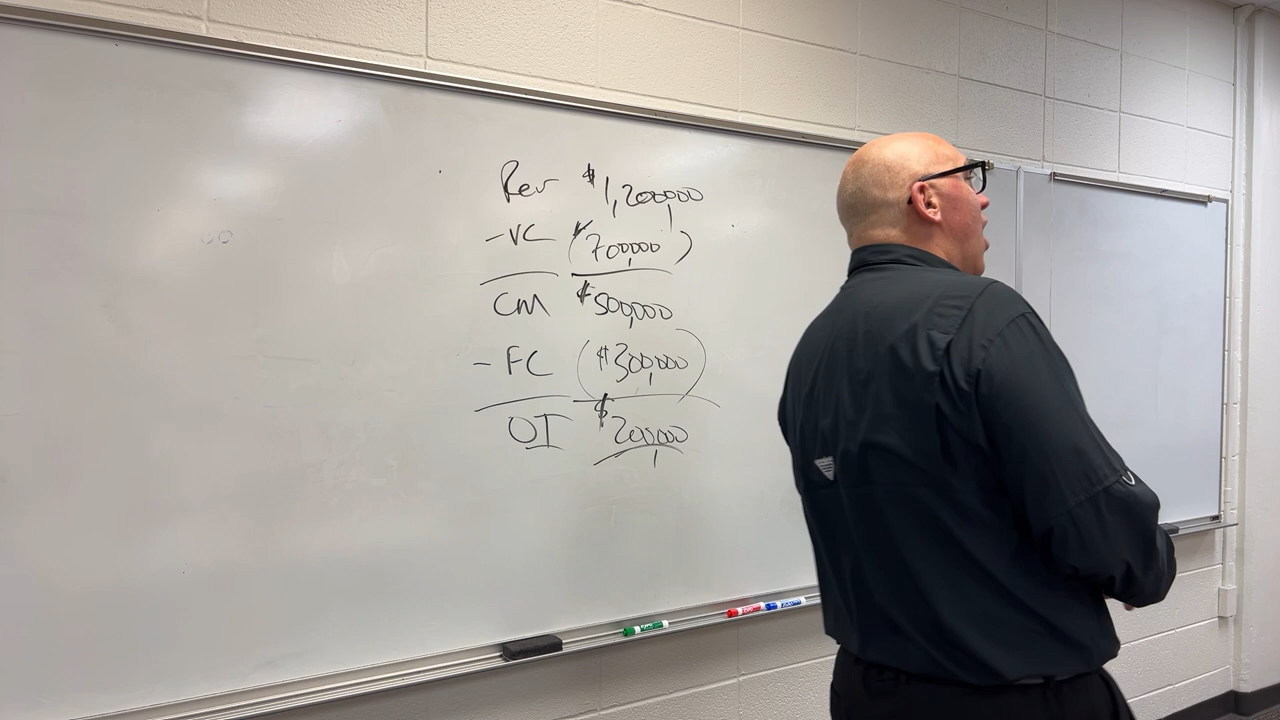 Rev $1,200,000
- VC ($700,000)
CM $500,000
- FC ($300,000)
OI $200,000